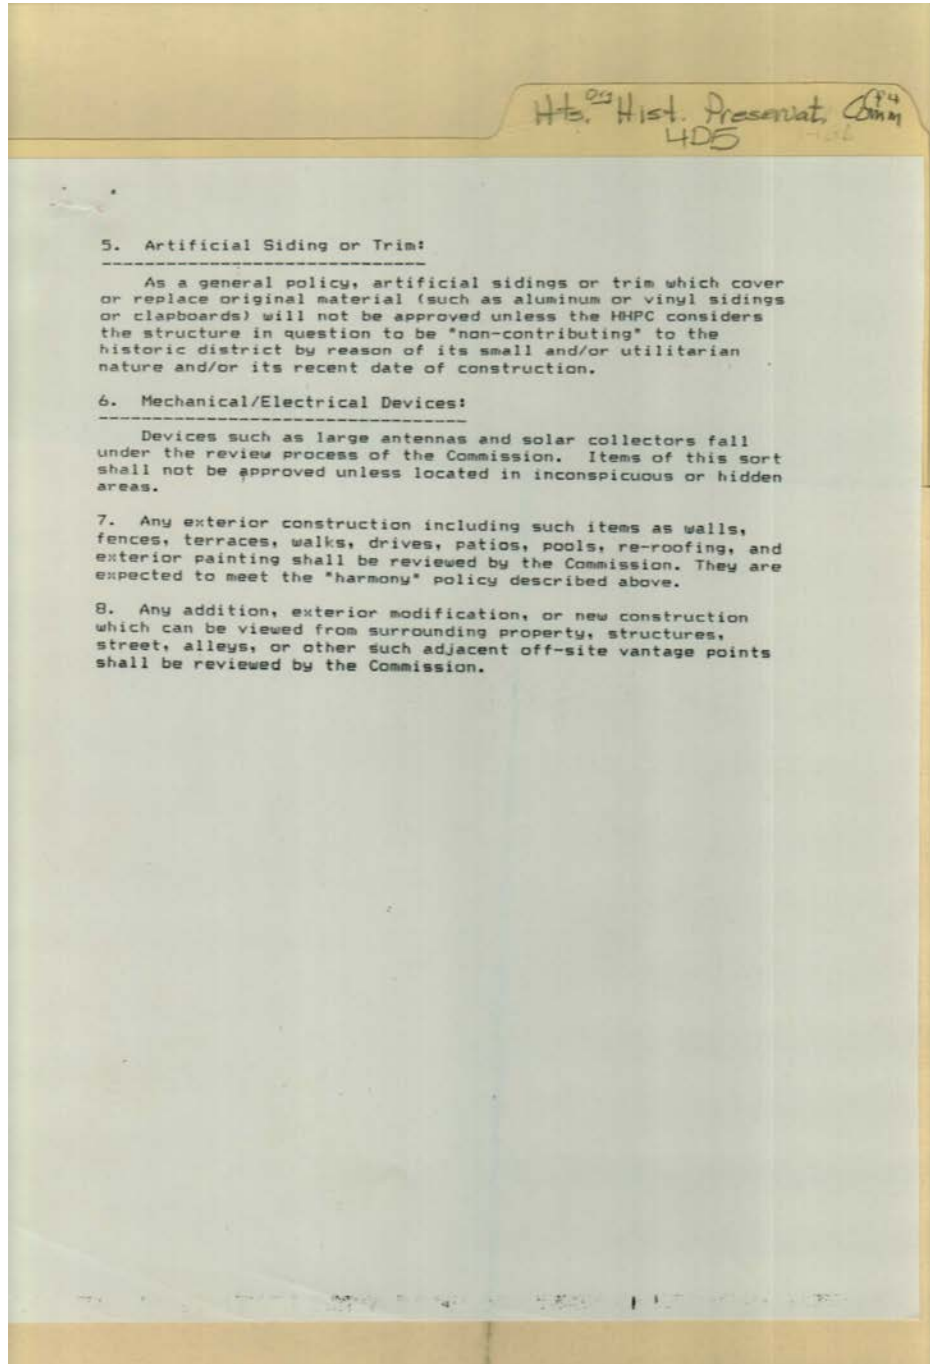 Hts. Org Hist. Preservat. Comm
4D5
5.  Artificial Siding or Trim:
------------------------------
As a general policy, artificial sidings or trim which cover
or replace original material (such as aluminum or vinyl sidings
or clapboards) will not be approved unless the HHPC considers
the structure in question to be "non-contributing" to the
historic district by reason of its small and/or utilitarian
nature and/or its recent date of construction.
6.  Mechanical/Electrical Devices:
----------------------------------
Devices such as large antennas and solar collectors fall
under the review process of the Commission.  Items of this sort
shall not be approved unless located in inconspicuous or hidden
areas.
7.  Any exterior construction including such items as walls,
fences, terraces, walks, drives, patios, pools, re-roofing, and
exterior painting shall be reviewed by the Commission. They are
expected to meet the "harmony" policy described above.
8.  Any addition, exterior modification, or new construction
which can be viewed from surrounding property, structures,
street, alleys, or other such adjacent off-site vantage points
shall be reviewed by the Commission.